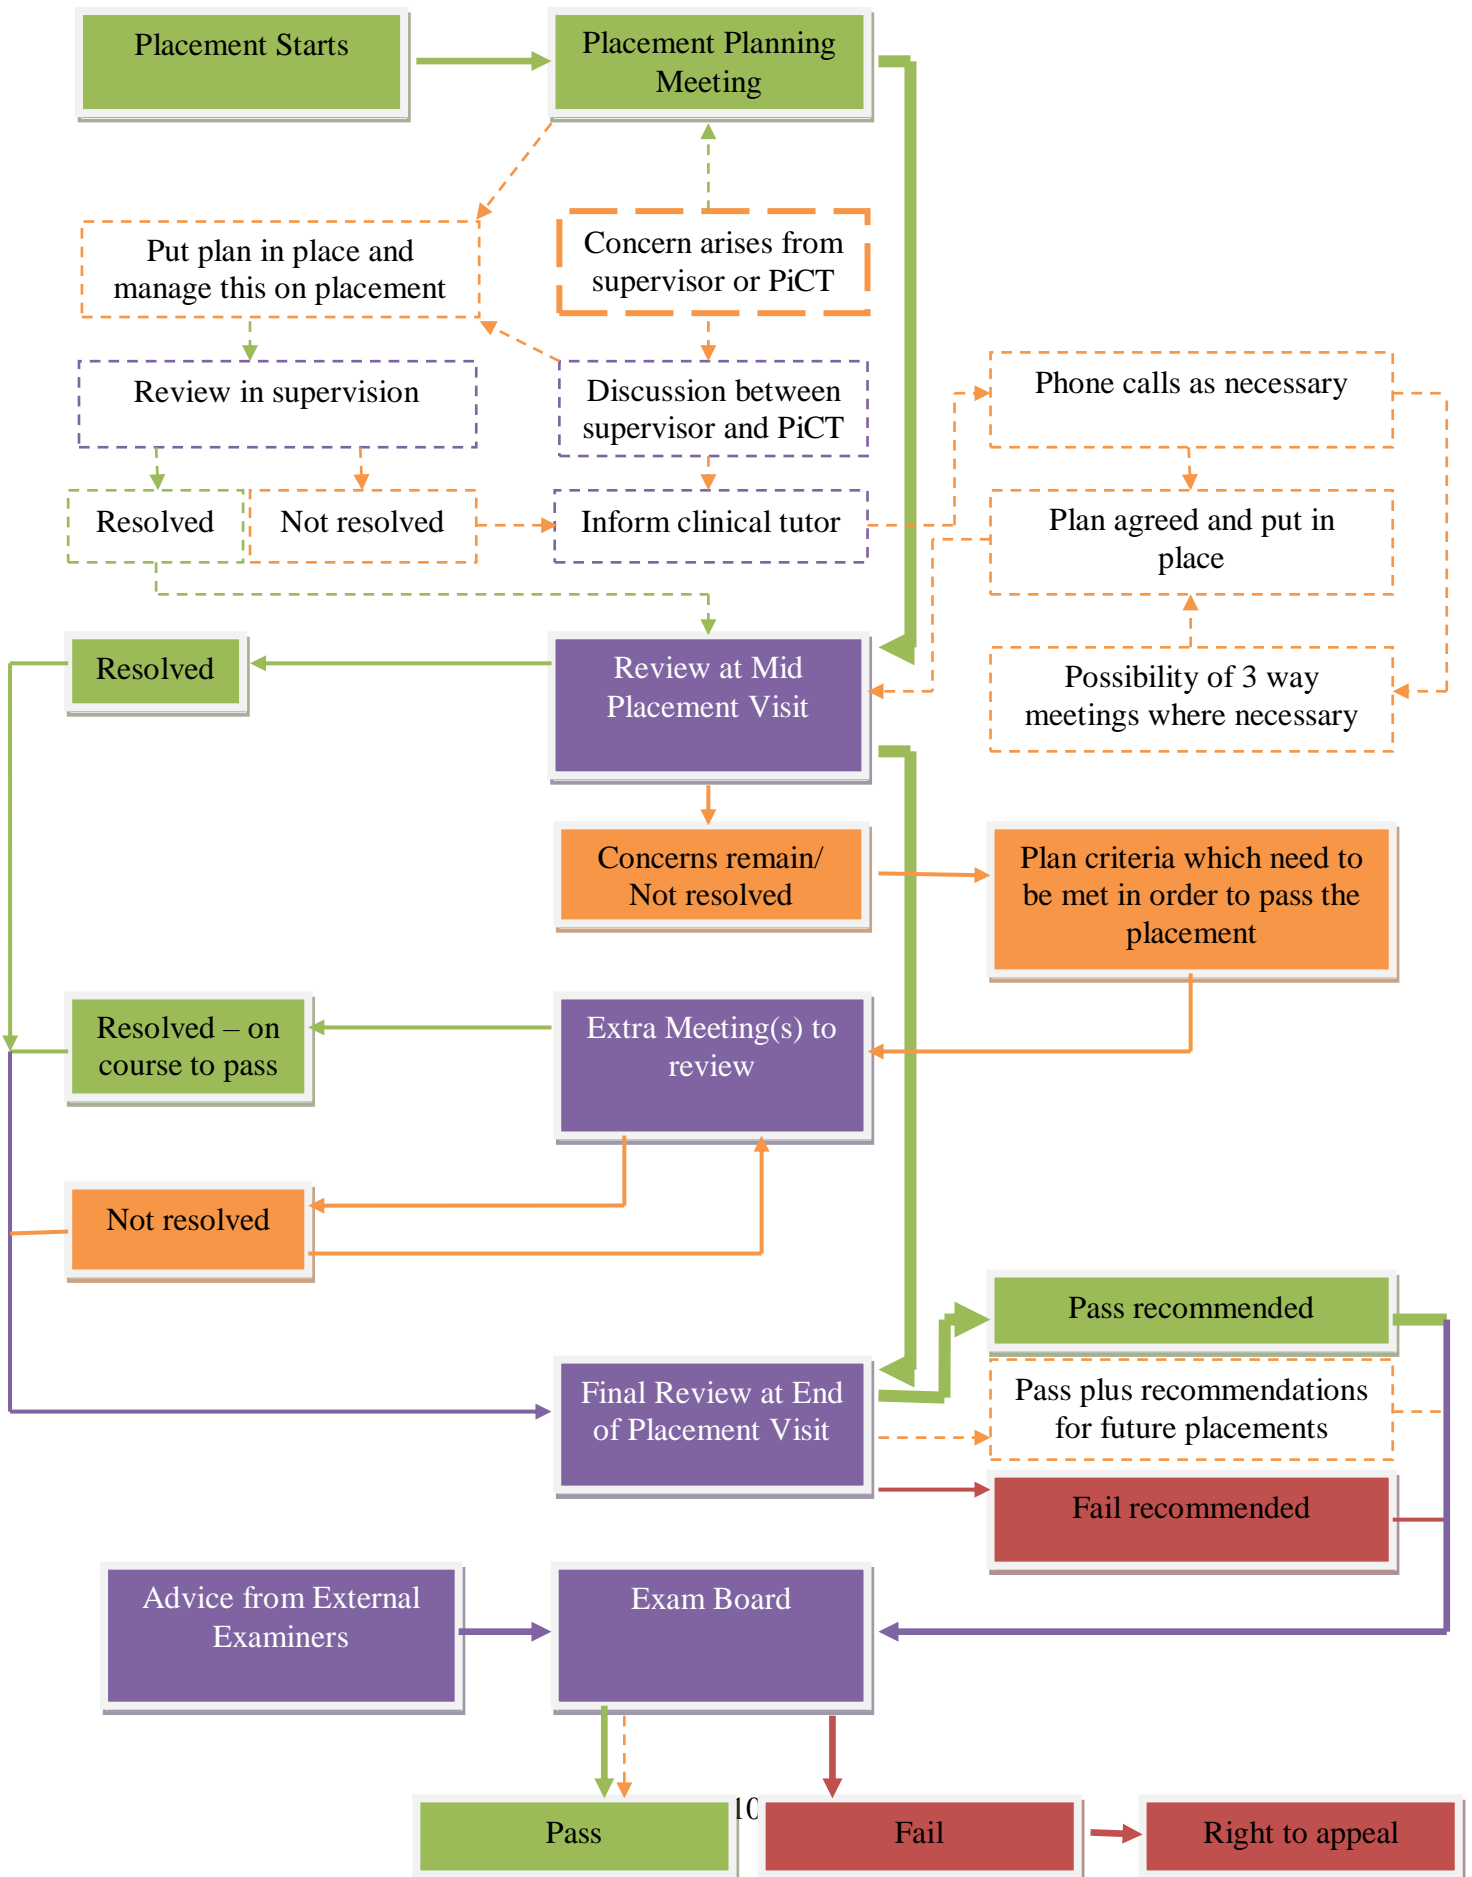 Placement Starts
Placement Planning
Meeting
Put plan in place and
manage this on placement
Concern arises from
supervisor or PiCT
Review in supervision
Discussion between
supervisor and PiCT
Phone calls as necessary
Resolved
Not resolved
Inform clinical tutor
Plan agreed and put in
place
Resolved
Review at Mid
Placement Visit
Possibility of 3 way
meetings where necessary
Concerns remain/
Not resolved
Plan criteria which need to
be met in order to pass the
placement
Resolved – on
course to pass
Extra Meeting(s) to
review
Not resolved
Pass recommended
Final Review at End
of Placement Visit
Pass plus recommendations
for future placements
Fail recommended
Advice from External
Examiners
Exam Board
10
Pass
Fail
Right to appeal